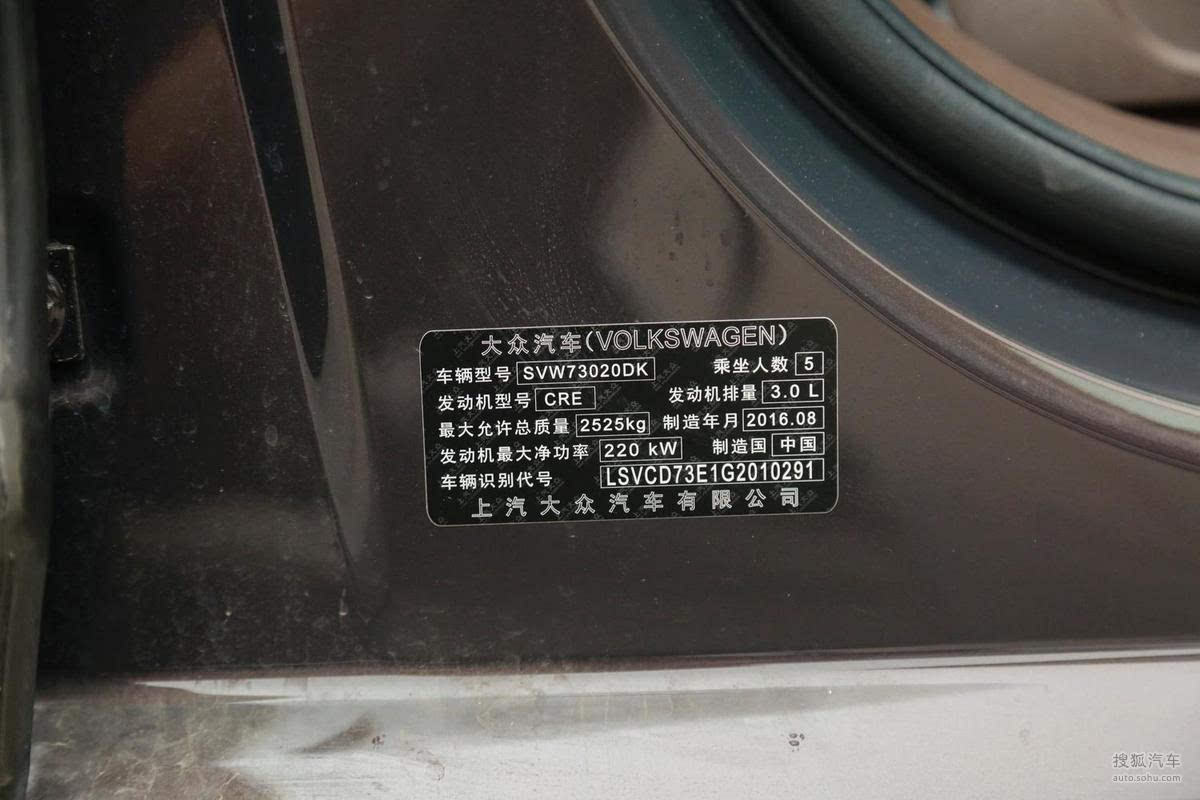 大众汽车(VOLKSWAGEN)
车辆型号 SVW73020DK 乘坐人数 5
发动机型号 CRE 发动机排量 3.0 L
最大允许总质量 2525kg 制造年月 2016.08
发动机最大净功率 220 kW 制造国 中国
车辆识别代号 LSVCD73E1G2010291
上汽大众汽车有限公司
搜狐汽车
auto.sohu.com